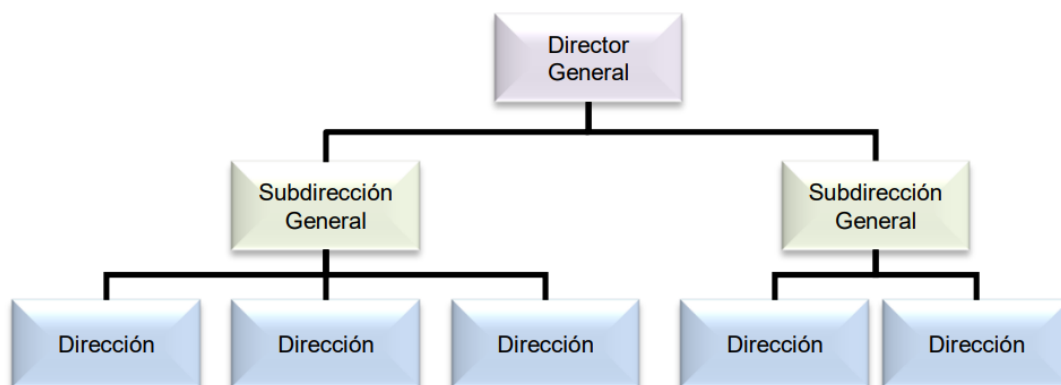 Director
General
Subdirección
General
Subdirección
General
Dirección
Dirección
Dirección
Dirección
Dirección